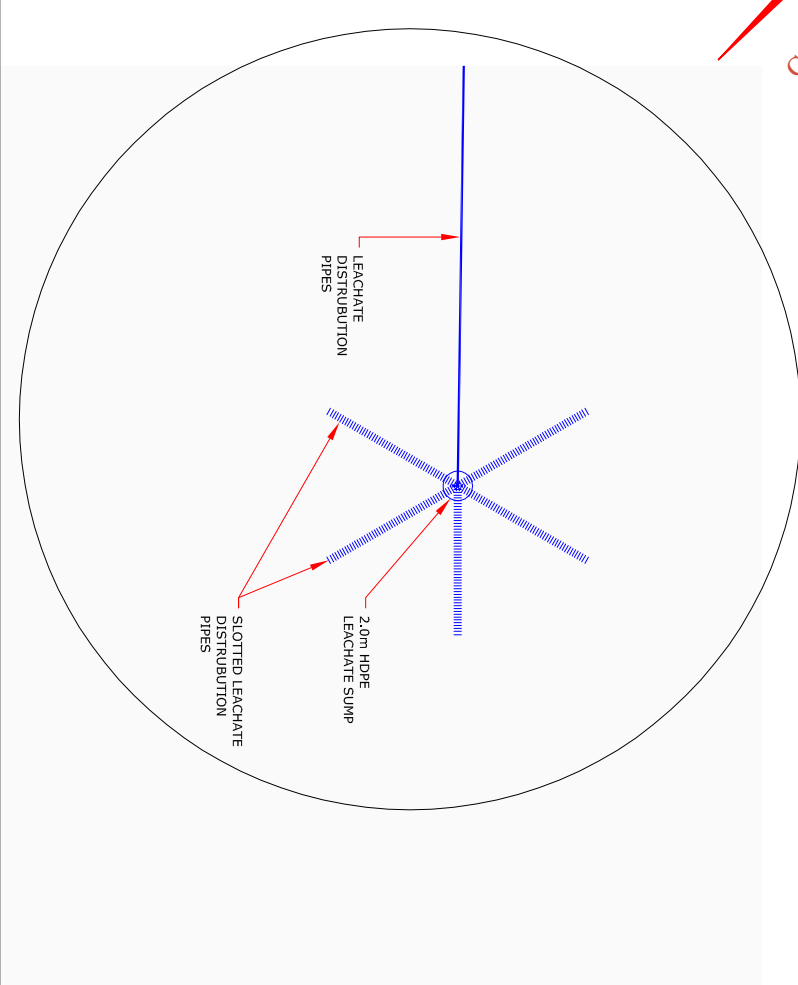 LEACHATE
DISTRUBUTION
PIPES
2.0m HDPE
LEACHATE SUMP
SLOTTED LEACHATE
DISTRUBUTION
PIPES